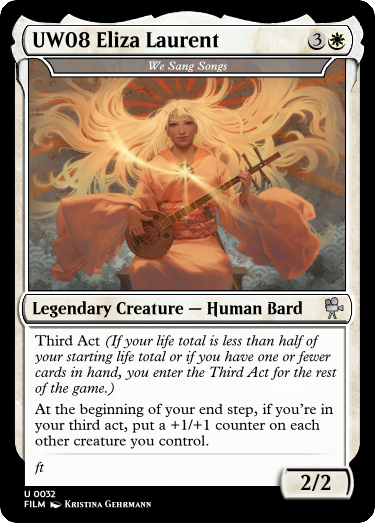 UW08 Eliza Laurent 3
We Sang Songs
Legendary Creature — Human Bard
Third Act (If your life total is less than half of
your starting life total or if you have one or fewer
cards in hand, you enter the Third Act for the rest
of the game.)
At the beginning of your end step, if you're in
your third act, put a +1/+1 counter on each
other creature you control.
ft
2/2
U 0032
FILM Kristina Gehrmann